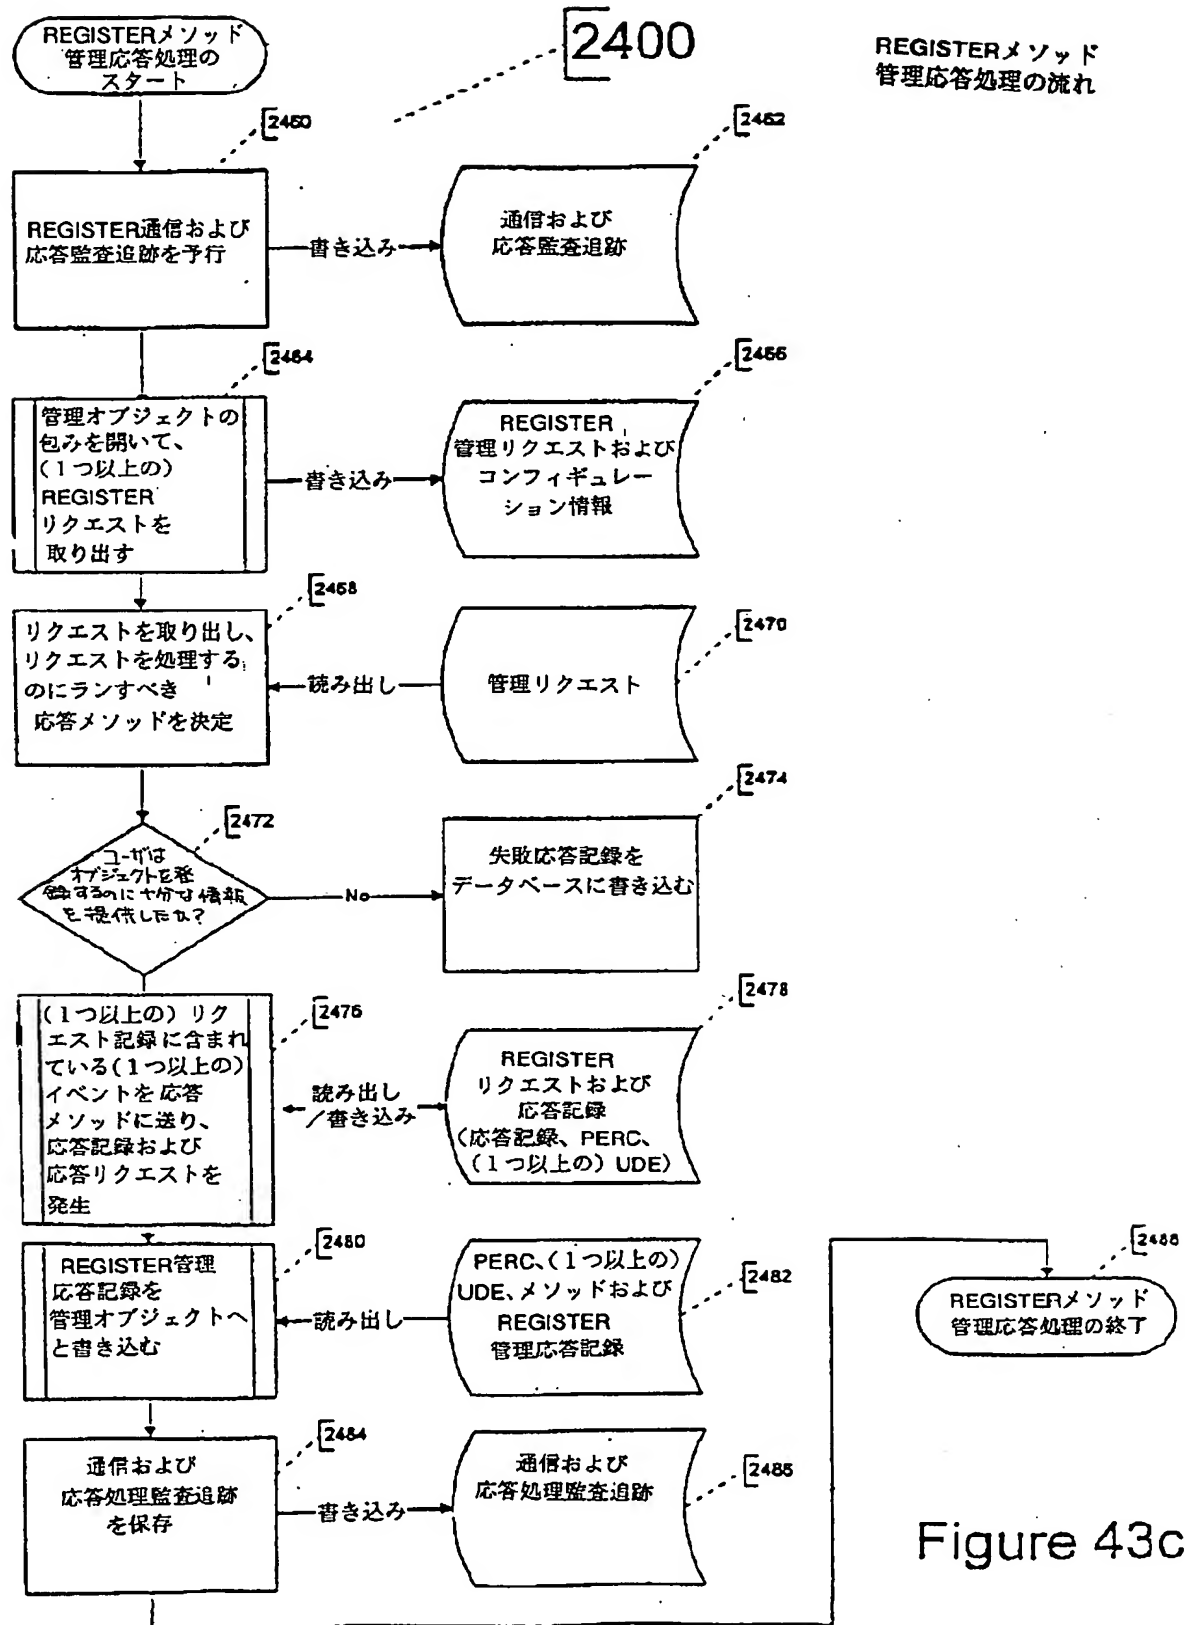 REGISTERメソッド
管理応答処理の
スタート
2400
REGISTERメソッド
管理応答処理の流れ
2460
2462
REGISTER通信および
応答監査追跡を予行
書き込み
通信および
応答監査追跡
2464
2466
管理オブジェクトの
包みを開いて、
(1つ以上の)
REGISTER
リクエストを
取り出す
書き込み
REGISTER
管理リクエストおよび
コンフィギュレー
ション情報
2468
2470
リクエストを取り出し、
リクエストを処理する
のにランすべき
応答メソッドを決定
読み出し
管理リクエスト
2472
2474
ユーザは
オブジェクトを登
録するのに十分な情報
を提供したか?
No
失敗応答記録を
データベースに書き込む
2476
2478
(1つ以上の) リク
エスト記録に含まれ
ている(1つ以上の)
イベントを応答
メソッドに送り、
応答記録および
応答リクエストを
発生
読み出し
/書き込み
REGISTER
リクエストおよび
応答記録
(応答記録、PERC、
(1つ以上の) UDE)
2480
2482
REGISTER管理
応答記録を
管理オブジェクトへ
と書き込む
読み出し
PERC、(1つ以上の)
UDE、メソッドおよび
REGISTER
管理応答記録
2488
REGISTERメソッド
管理応答処理の終了
2484
2486
通信および
応答処理監査追跡
を保存
書き込み
通信および
応答処理監査追跡
Figure 43c